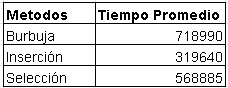 Metodos Tiempo Promedio
Burbuja 718990
Inserción 319640
Selección 568885